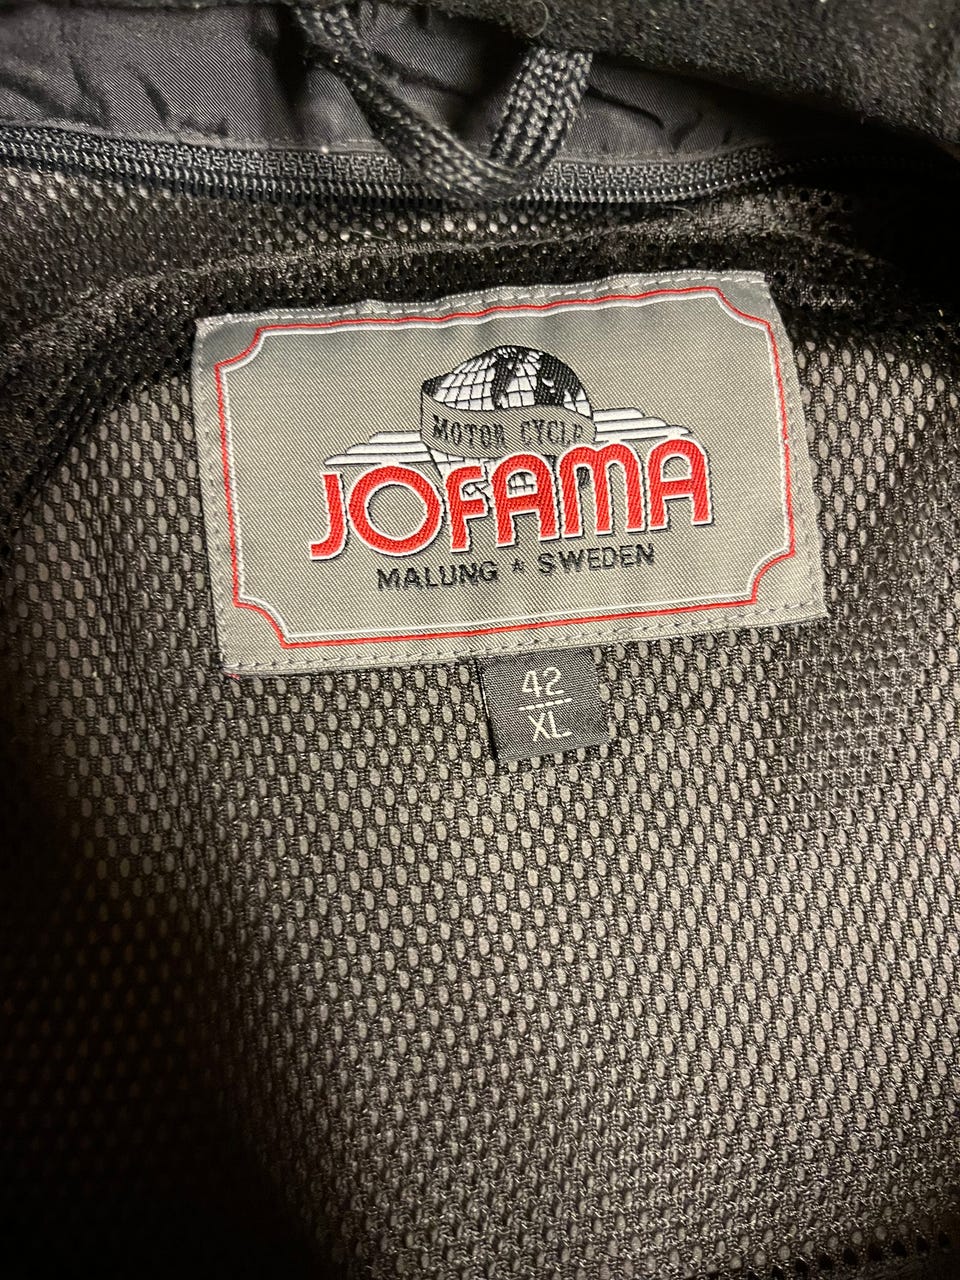 MOTOR CYCLE
JOFAMA
MALUNG * SWEDEN
42
XL